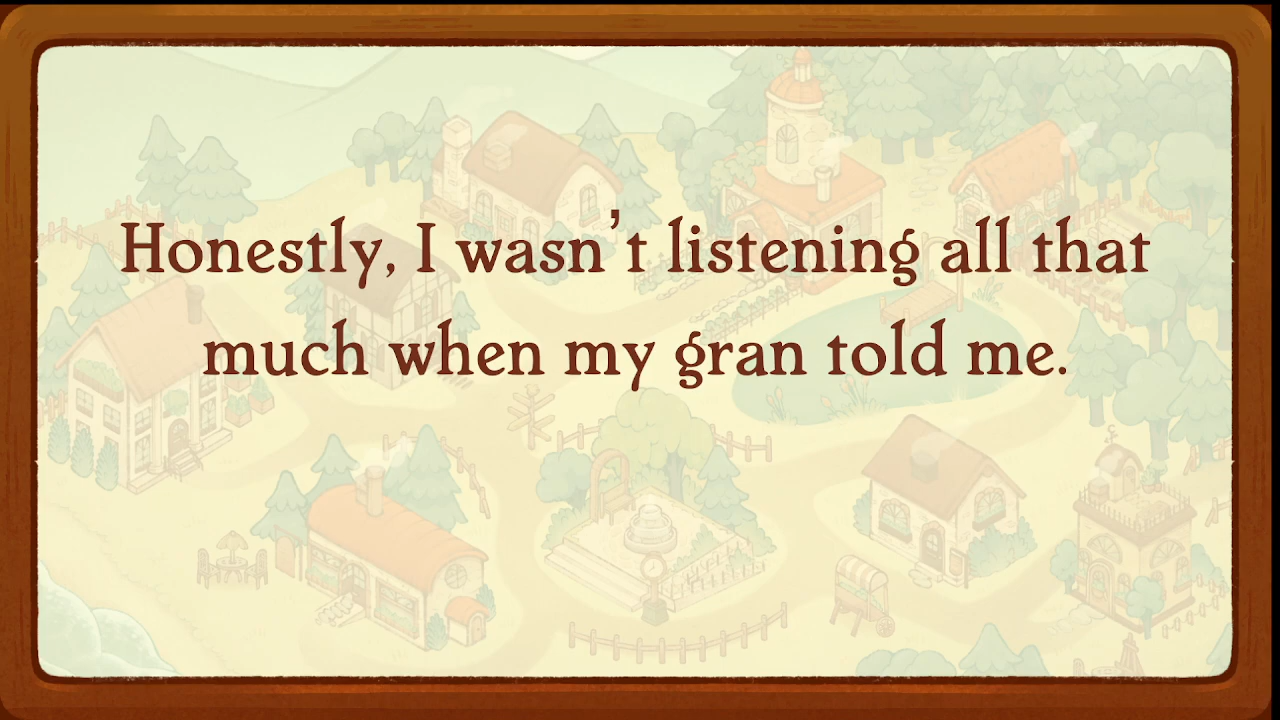 Honestly, I wasn’t listening all that
much when my gran told me.